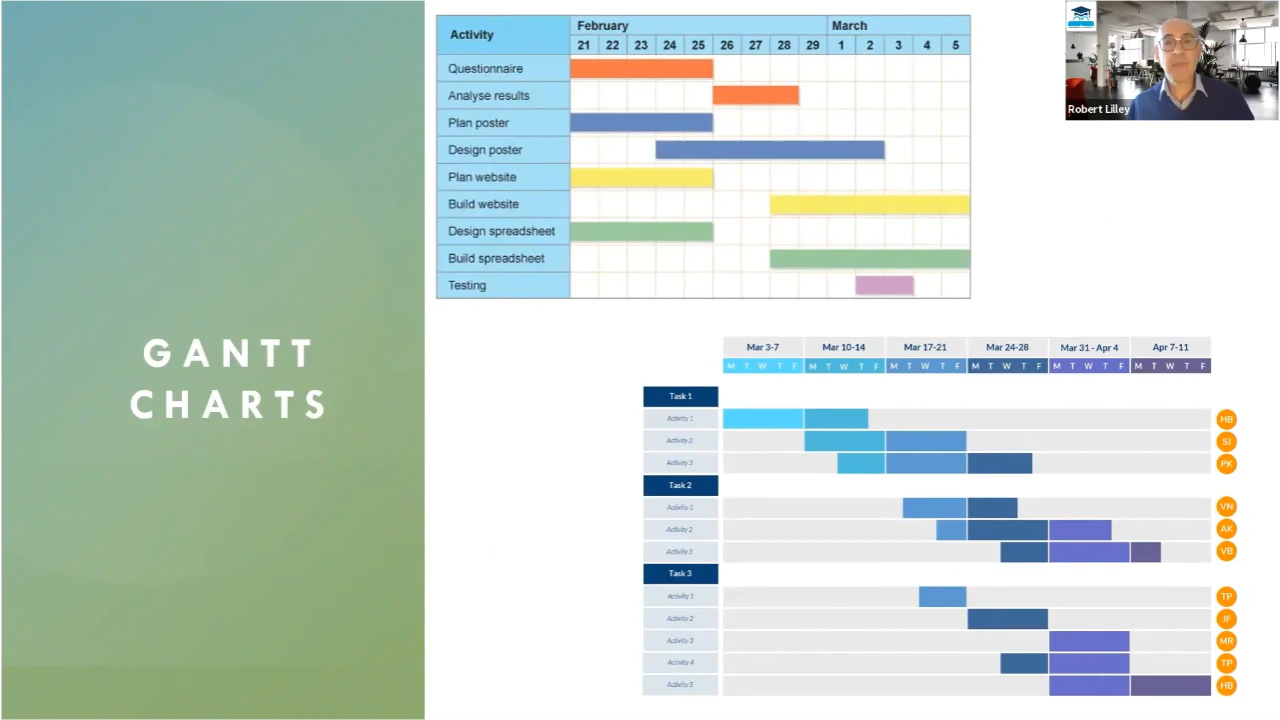 GANTT
CHARTS
Activity February March
21 22 23 24 25 26 27 28 29 1 2 3 4 5
Questionnaire
Analyse results
Plan poster
Design poster
Plan website
Build website
Design spreadsheet
Build spreadsheet
Testing
Robert Lilley
Mar 3-7 Mar 10-14 Mar 17-21 Mar 24-28 Mar 31 - Apr 4 Apr 7-11
M T W T F M T W T F M T W T F M T W T F M T W T F M T W T F
Task 1
Activity 1 HB
Activity 2 SJ
Activity 3 PK
Task 2
Activity 1 VN
Activity 2 AK
Activity 3 VB
Task 3
Activity 1 TP
Activity 2 JF
Activity 3 MR
Activity 4 TP
Activity 5 HB